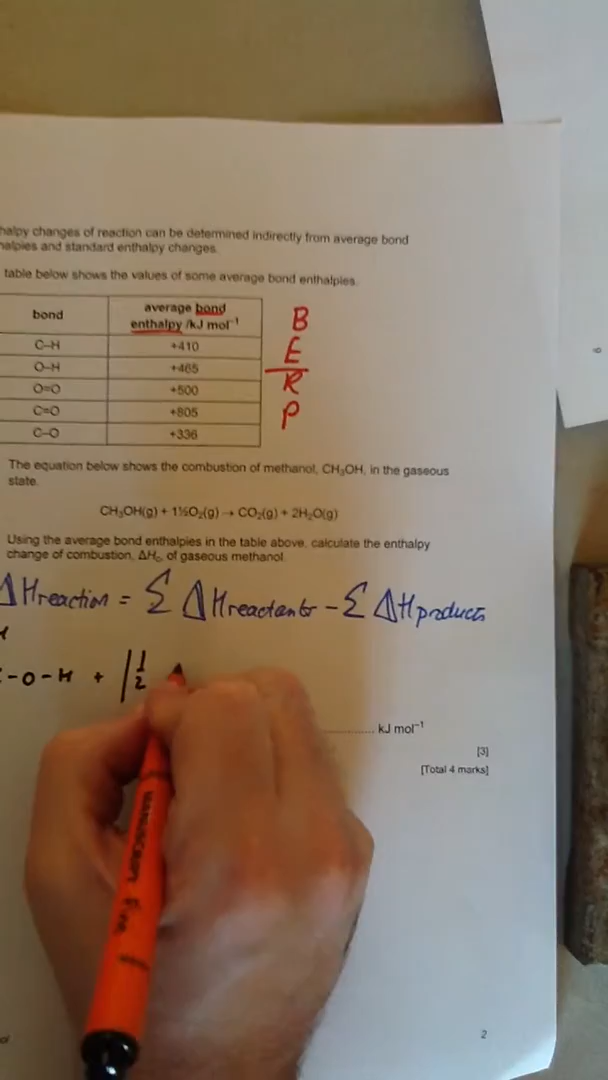 halpy changes of reaction can be determined indirectly from average bond
halpies and standard enthalpy changes.
table below shows the values of some average bond enthalpies.
bond average bond enthalpy /kJ mol⁻¹
C–H +410
O–H +465
O=O +500
C=O +805
C–O +336
B
E
R
P
The equation below shows the combustion of methanol, CH₃OH, in the gaseous
state.
CH₃OH(g) + 1½O₂(g) → CO₂(g) + 2H₂O(g)
Using the average bond enthalpies in the table above, calculate the enthalpy
change of combustion, ΔHc, of gaseous methanol.
ΔHreaction = Σ ΔHreactants – Σ ΔHproducts
H
-O-H + 1½
kJ mol⁻¹
[3]
[Total 4 marks]
MANUSCRIPT Fine
2